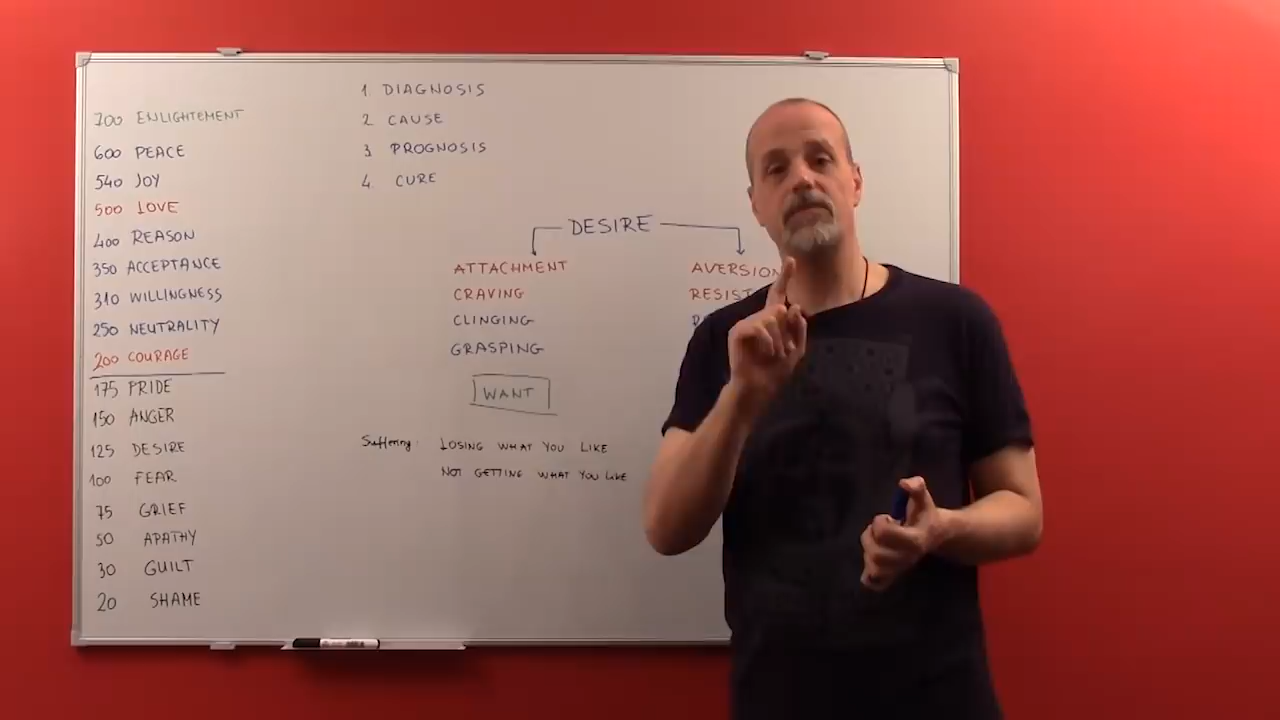 700 ENLIGHTEMENT
600 PEACE
540 JOY
500 LOVE
400 REASON
350 ACCEPTANCE
310 WILLINGNESS
250 NEUTRALITY
200 COURAGE
175 PRIDE
150 ANGER
125 DESIRE
100 FEAR
75 GRIEF
50 APATHY
30 GUILT
20 SHAME
1. DIAGNOSIS
2 CAUSE
3. PROGNOSIS
4. CURE
DESIRE
ATTACHMENT
CRAVING
CLINGING
GRASPING
WANT
AVERSION
RESIST
Suffering: LOSING WHAT YOU LIKE
NOT GETTING WHAT YOU LIKE